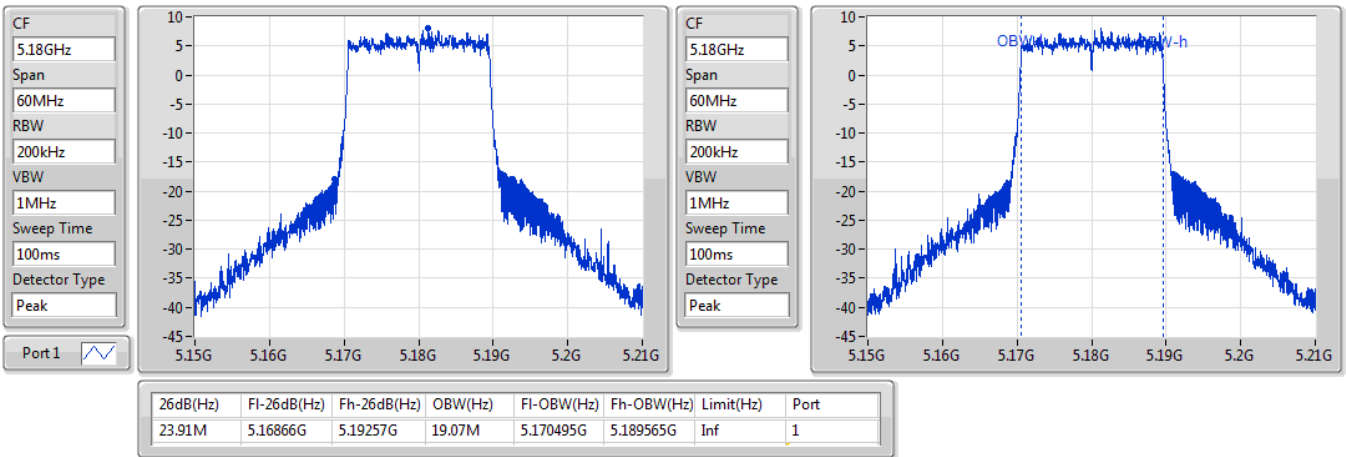 CF
5.18GHz
Span
60MHz
RBW
200kHz
VBW
1MHz
Sweep Time
100ms
Detector Type
Peak
Port 1
10
5
0
-5
-10
-15
-20
-25
-30
-35
-40
-45
5.15G 5.16G 5.17G 5.18G 5.19G 5.2G 5.21G
CF
5.18GHz
Span
60MHz
RBW
200kHz
VBW
1MHz
Sweep Time
100ms
Detector Type
Peak
10
5
0
-5
-10
-15
-20
-25
-30
-35
-40
-45
5.15G 5.16G 5.17G 5.18G 5.19G 5.2G 5.21G
26dB(Hz) Fl-26dB(Hz) Fh-26dB(Hz) OBW(Hz) Fl-OBW(Hz) Fh-OBW(Hz) Limit(Hz) Port
23.91M 5.16866G 5.19257G 19.07M 5.170495G 5.189565G Inf 1